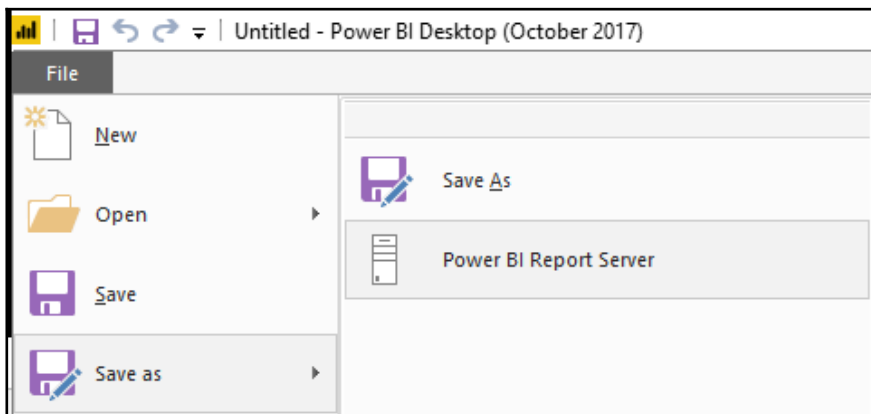 Untitled - Power BI Desktop (October 2017)
File
New
Open
Save
Save as
Save As
Power BI Report Server